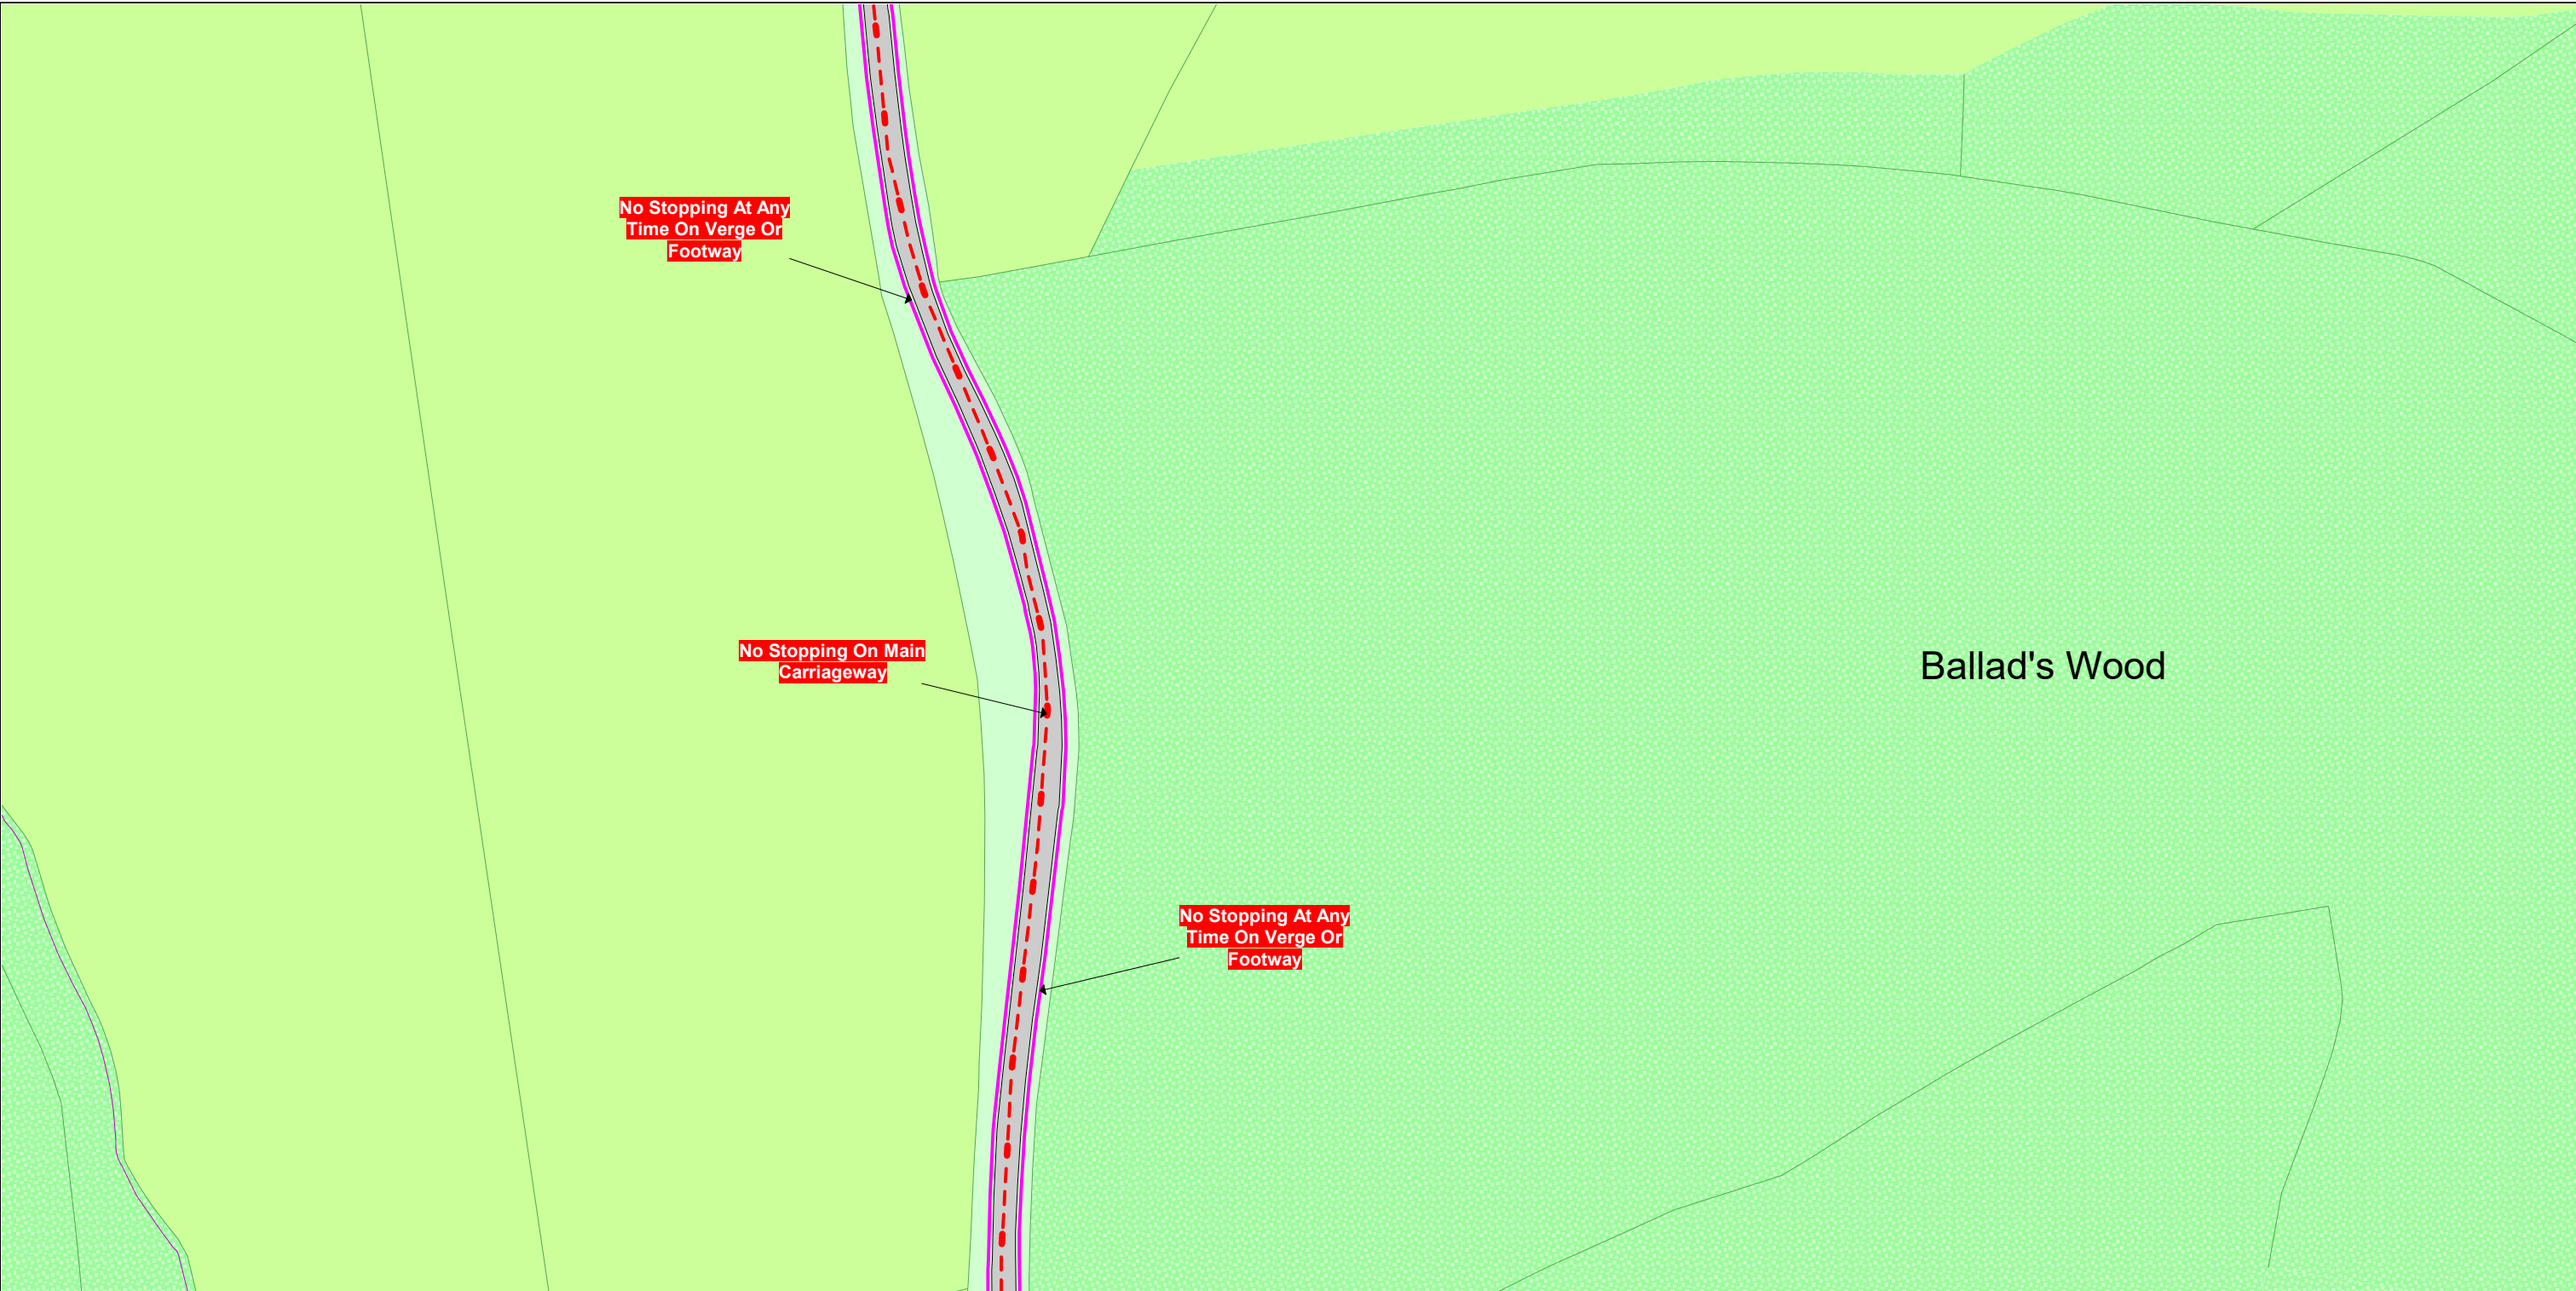 No Stopping At Any
Time On Verge Or
Footway
No Stopping On Main
Carriageway
Ballad's Wood
No Stopping At Any
Time On Verge Or
Footway